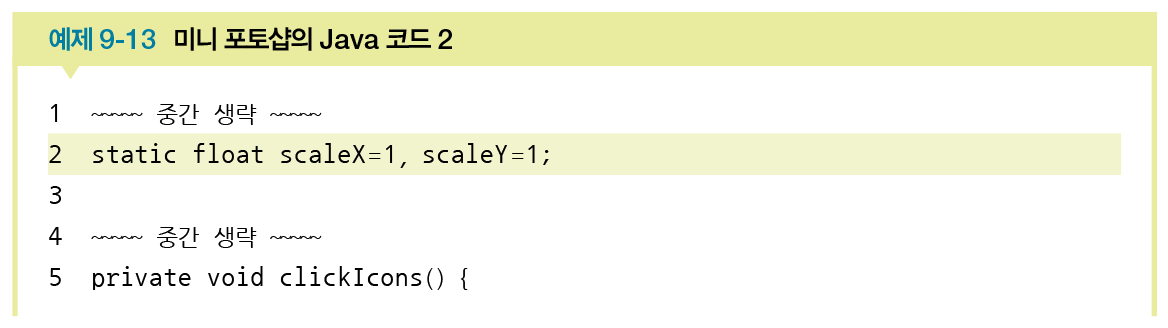 예제 9-13 미니 포토샵의 Java 코드 2
1 ~~~~~ 중간 생략 ~~~~~
2 static float scaleX=1, scaleY=1;
3
4 ~~~~~ 중간 생략 ~~~~~
5 private void clickIcons() {